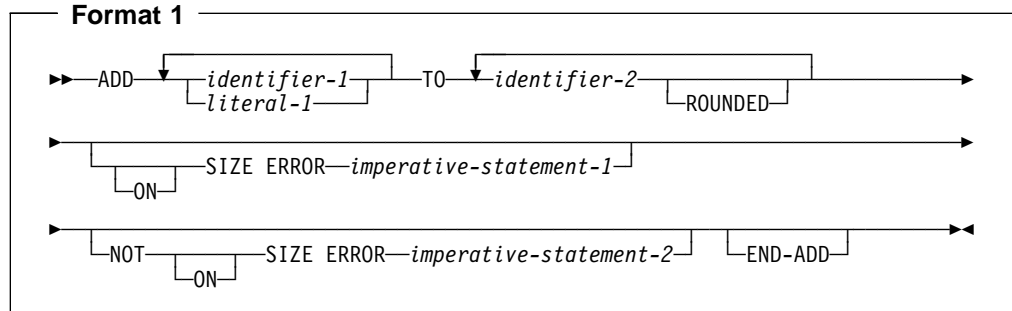 Format 1
ADD identifier-1 TO identifier-2
literal-1 ROUNDED
SIZE ERROR imperative-statement-1
ON
NOT SIZE ERROR imperative-statement-2 END-ADD
ON